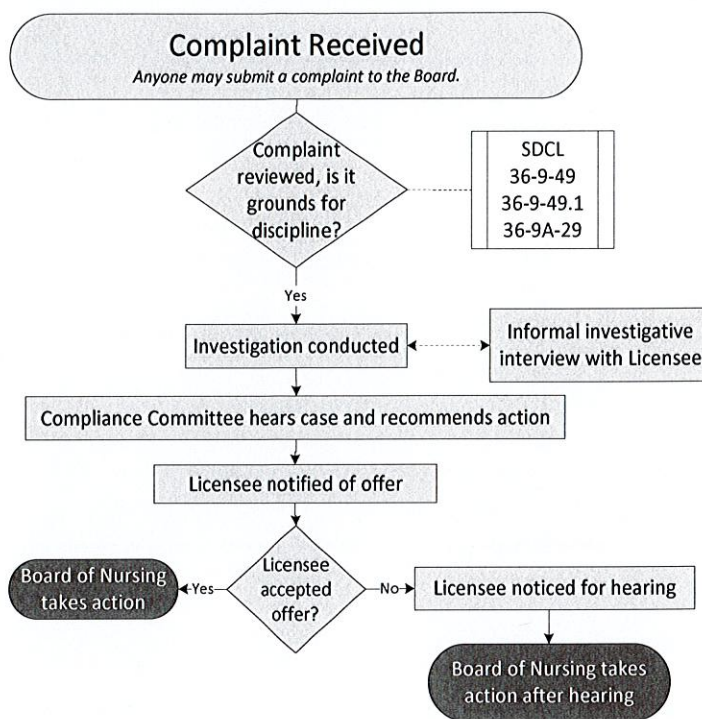 Complaint Received
Anyone may submit a complaint to the Board.
Complaint
reviewed, is it
grounds for
discipline?
SDCL
36-9-49
36-9-49.1
36-9A-29
Yes
Investigation conducted
Informal investigative
interview with Licensee
Compliance Committee hears case and recommends action
Licensee notified of offer
Licensee
accepted
offer?
Yes
Board of Nursing
takes action
No
Licensee noticed for hearing
Board of Nursing takes
action after hearing